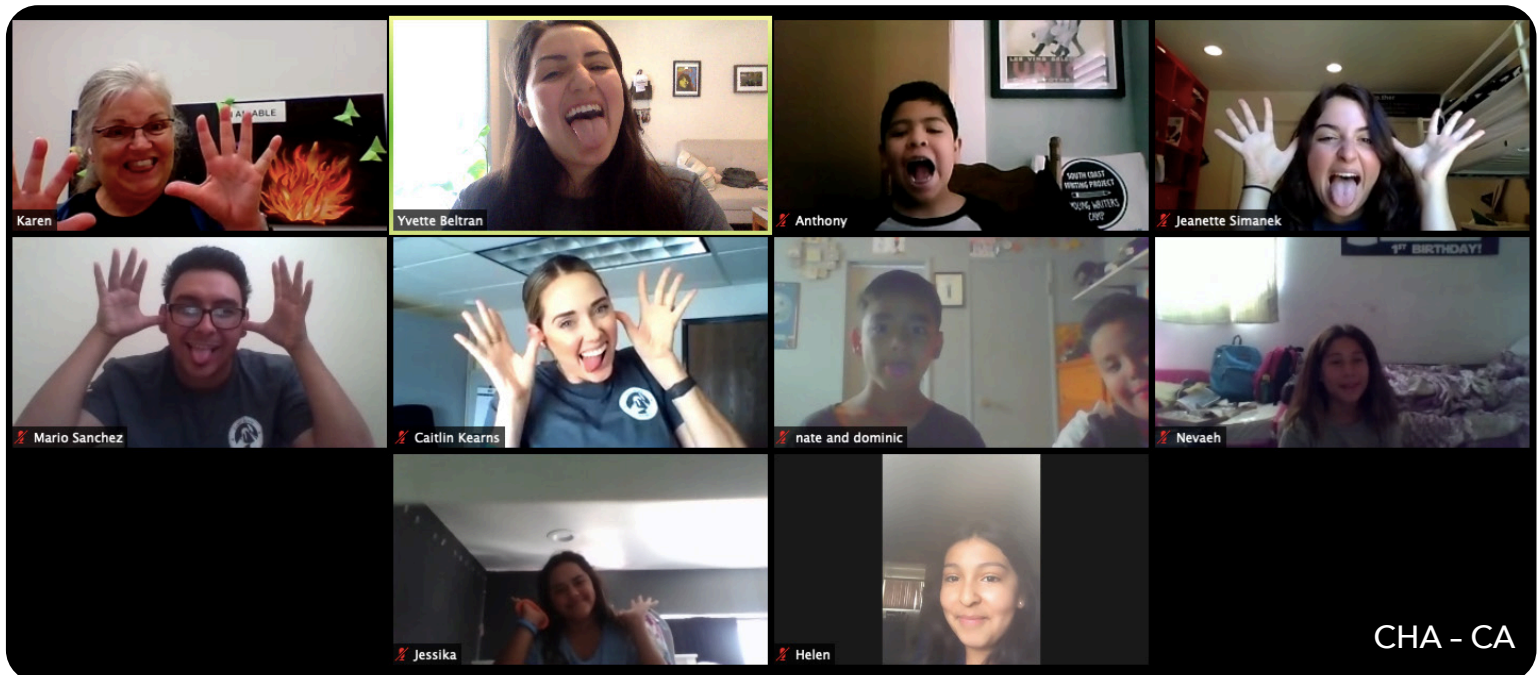 AVAILABLE
Karen
Yvette Beltran
SOUTH COAST
WRITING PROJECT
YOUNG WRITERS
CAMP
Anthony
Jeanette Simanek
Mario Sanchez
Caitlin Kearns
nate and dominic
1ST BIRTHDAY!
Nevaeh
Jessika
Helen
CHA – CA